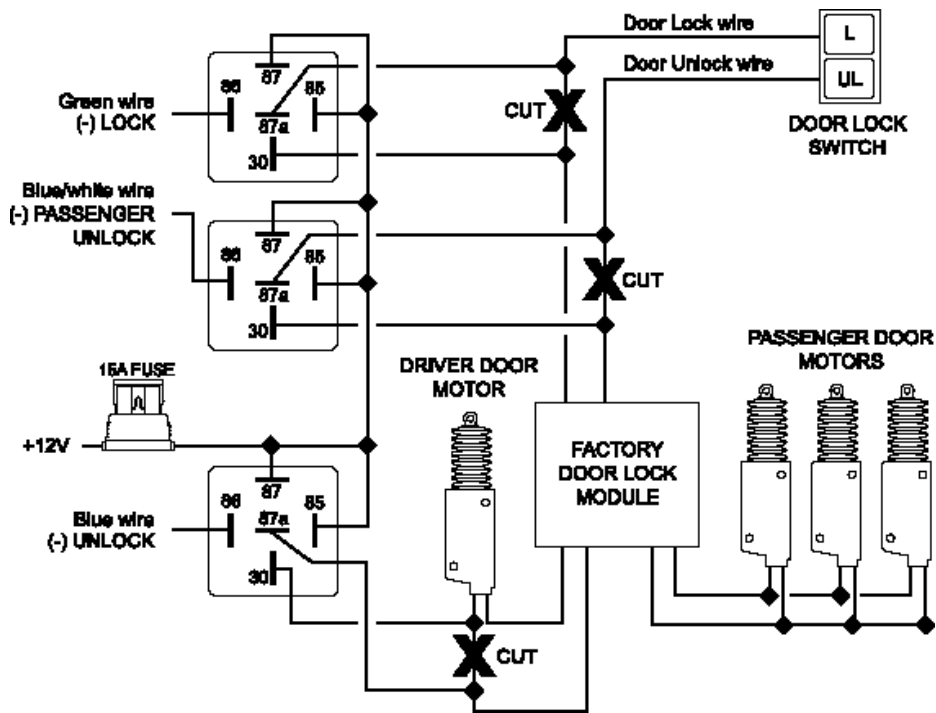 Door Lock wire
L
Door Unlock wire
UL
DOOR LOCK
SWITCH
CUT
87
86
85
87a
30
Green wire
(-) LOCK
Blue/white wire
(-) PASSENGER
UNLOCK
87
86
85
87a
30
CUT
15A FUSE
+12V
DRIVER DOOR
MOTOR
PASSENGER DOOR
MOTORS
FACTORY
DOOR LOCK
MODULE
87
86
85
87a
30
Blue wire
(-) UNLOCK
CUT